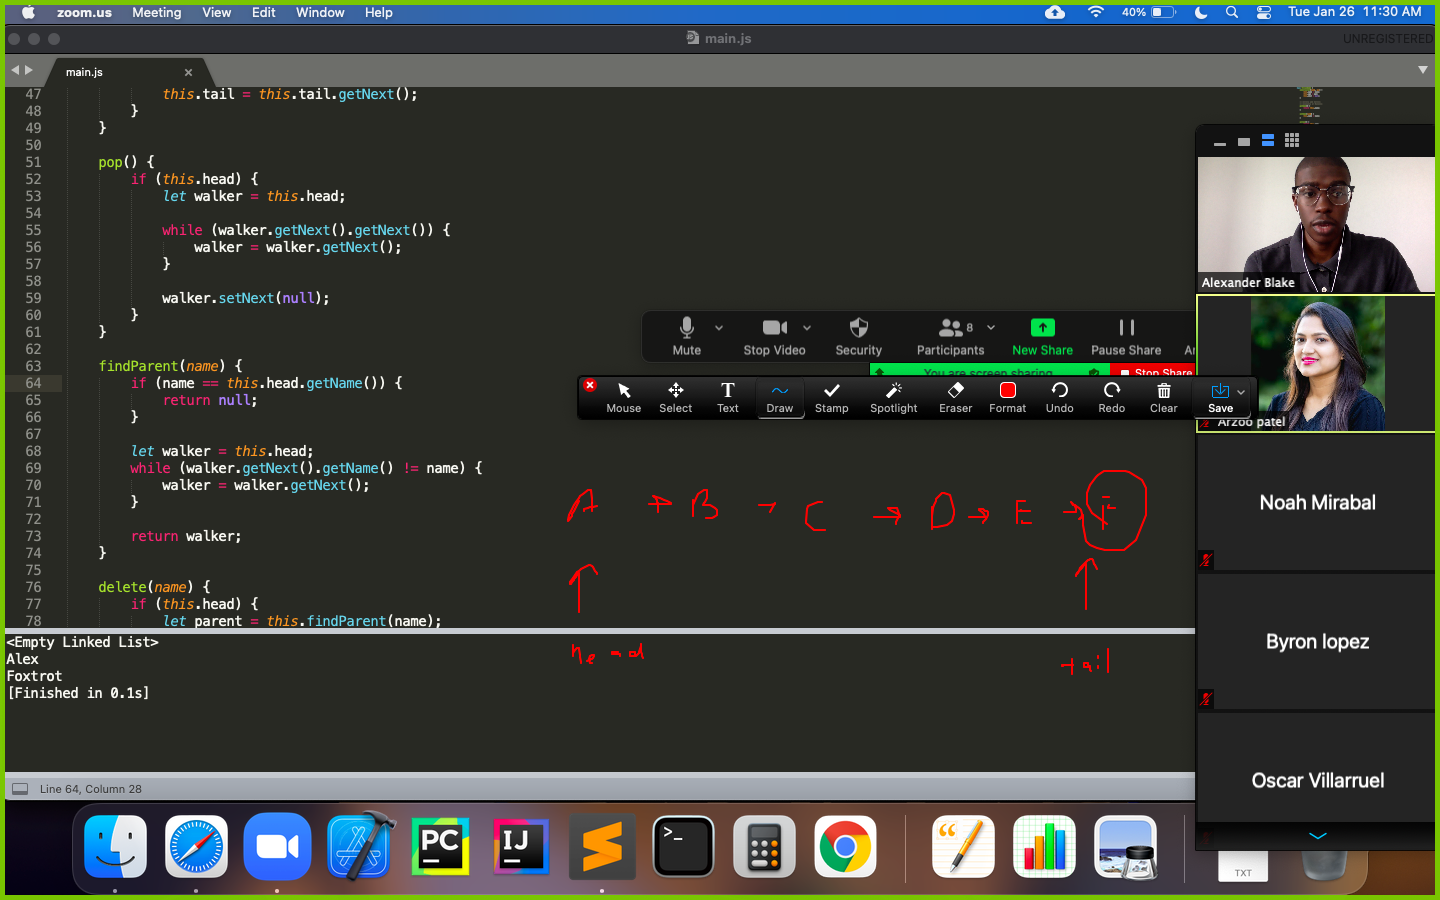 zoom.us Meeting View Edit Window Help 40% Tue Jan 26 11:30 AM
main.js UNREGISTERED
main.js ×
47 this.tail = this.tail.getNext();
48 }
49 }
50
51 pop() {
52 if (this.head) {
53 let walker = this.head;
54
55 while (walker.getNext().getNext()) {
56 walker = walker.getNext();
57 }
58
59 walker.setNext(null);
60 }
61 }
62
63 findParent(name) {
64 if (name == this.head.getName()) {
65 return null;
66 }
67
68 let walker = this.head;
69 while (walker.getNext().getName() != name) {
70 walker = walker.getNext();
71 }
72
73 return walker;
74 }
75
76 delete(name) {
77 if (this.head) {
78 let parent = this.findParent(name);
<Empty Linked List>
Alex
Foxtrot
[Finished in 0.1s]
Line 64, Column 28
8
Mute Stop Video Security Participants New Share Pause Share
You are screen sharing Stop Share
Mouse Select Text Draw Stamp Spotlight Eraser Format Undo Redo Clear Save
A → B → C → D → E → F
head tail
Alexander Blake
Arzoo patel
Noah Mirabal
Byron lopez
Oscar Villarruel
PC IJ >_
TXT